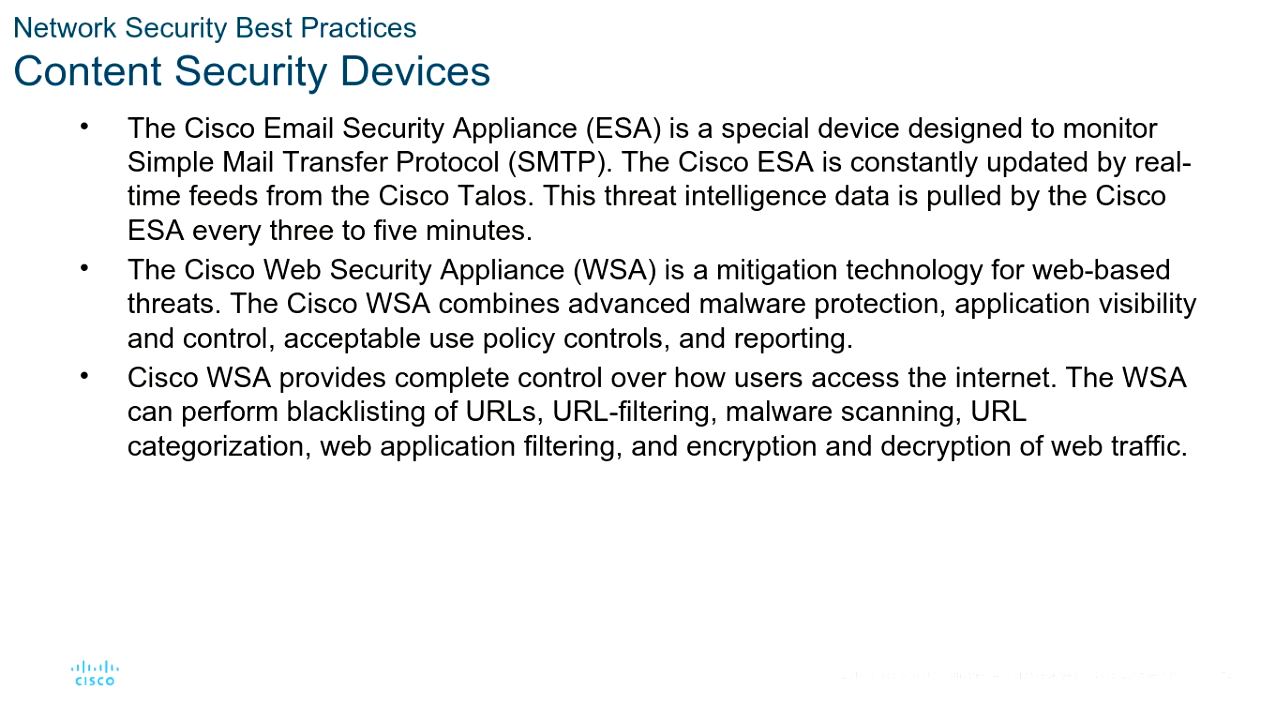 Network Security Best Practices
Content Security Devices
• The Cisco Email Security Appliance (ESA) is a special device designed to monitor
Simple Mail Transfer Protocol (SMTP). The Cisco ESA is constantly updated by real-
time feeds from the Cisco Talos. This threat intelligence data is pulled by the Cisco
ESA every three to five minutes.
• The Cisco Web Security Appliance (WSA) is a mitigation technology for web-based
threats. The Cisco WSA combines advanced malware protection, application visibility
and control, acceptable use policy controls, and reporting.
• Cisco WSA provides complete control over how users access the internet. The WSA
can perform blacklisting of URLs, URL-filtering, malware scanning, URL
categorization, web application filtering, and encryption and decryption of web traffic.
CISCO